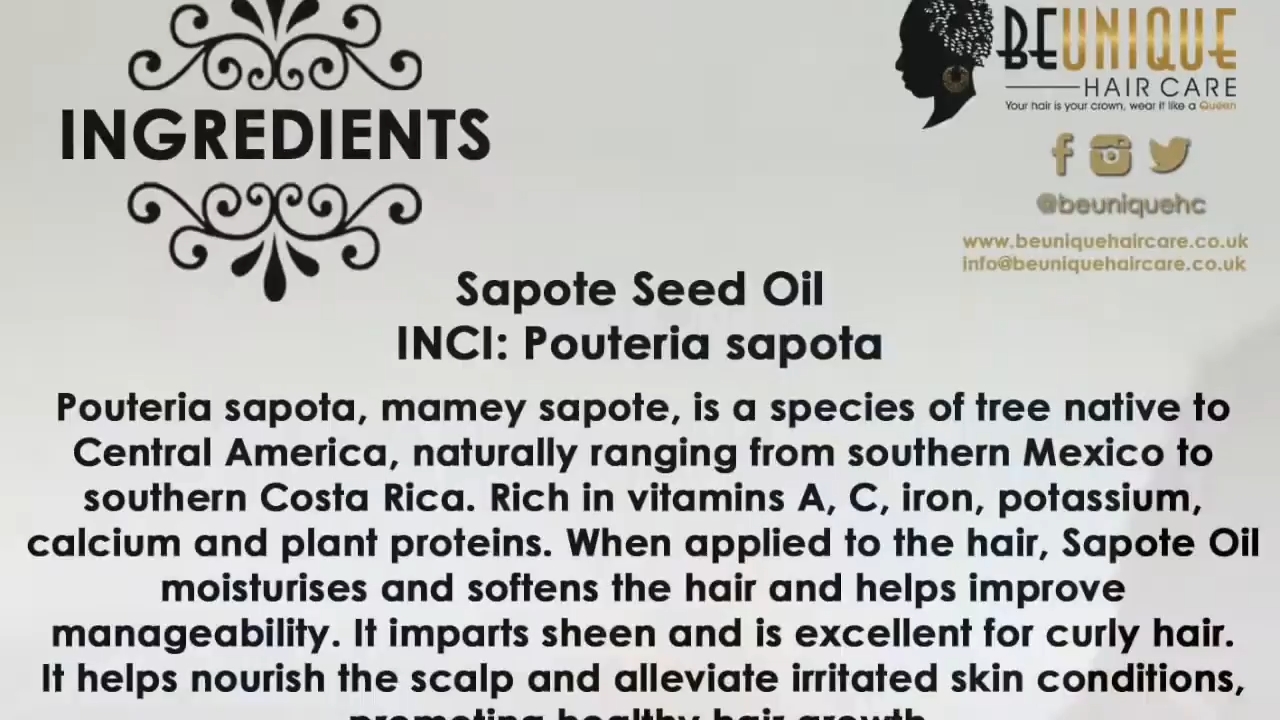 INGREDIENTS
BEUNIQUE
HAIR CARE
Your hair is your crown, wear it like a Queen
@beuniquehc
www.beuniquehaircare.co.uk
info@beuniquehaircare.co.uk
Sapote Seed Oil
INCI: Pouteria sapota
Pouteria sapota, mamey sapote, is a species of tree native to
Central America, naturally ranging from southern Mexico to
southern Costa Rica. Rich in vitamins A, C, iron, potassium,
calcium and plant proteins. When applied to the hair, Sapote Oil
moisturises and softens the hair and helps improve
manageability. It imparts sheen and is excellent for curly hair.
It helps nourish the scalp and alleviate irritated skin conditions,
promoting healthy hair growth